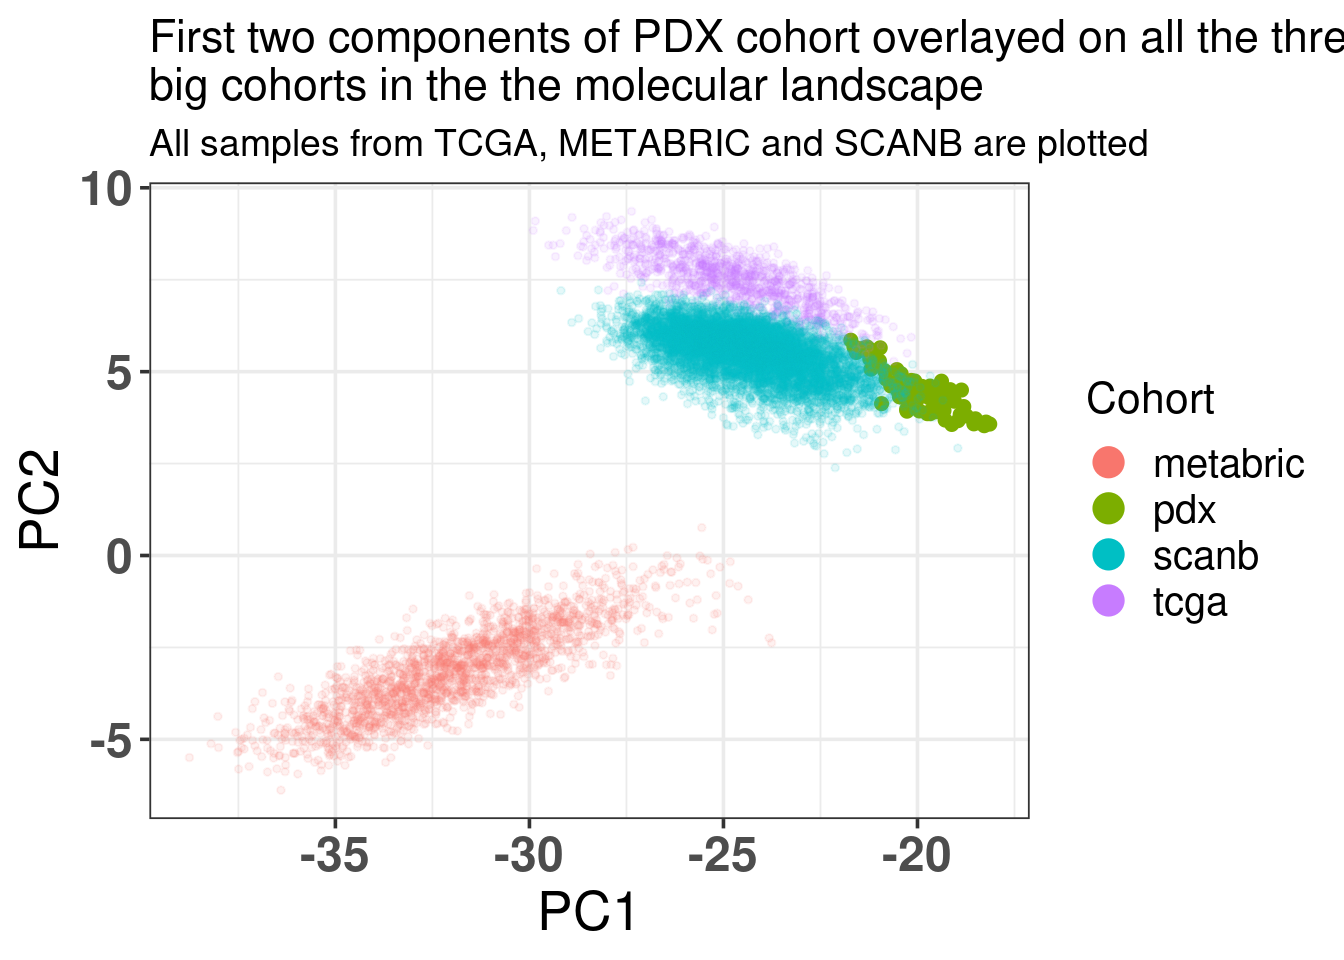 First two components of PDX cohort overlayed on all the thre
big cohorts in the the molecular landscape
All samples from TCGA, METABRIC and SCANB are plotted
10
5
0
-5
PC2
-35 -30 -25 -20
PC1
Cohort
metabric
pdx
scanb
tcga